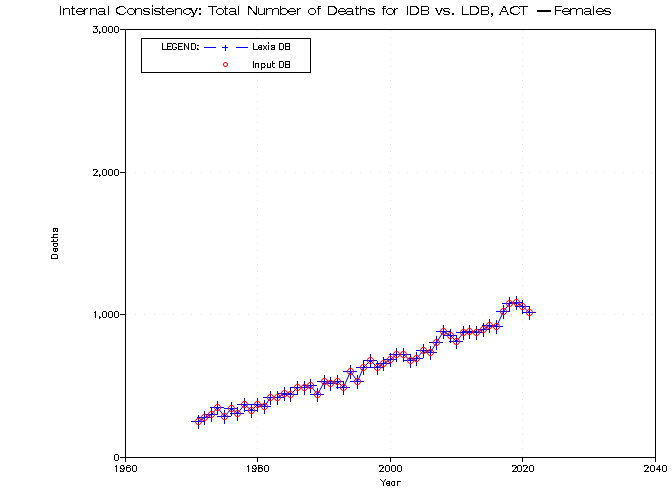 Internal Consistency: Total Number of Deaths for IDB vs. LDB, ACT — Females
3,000
LEGEND: Lexis DB
Input DB
2,000
Deaths
1,000
0
1960 1980 2000 2020 2040
Year